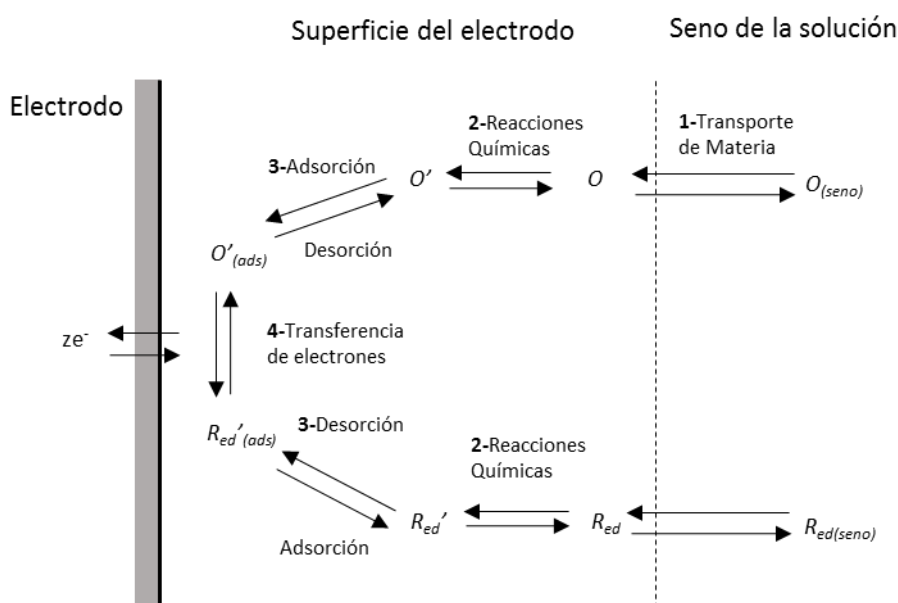 Superficie del electrodo
Seno de la solución
Electrodo
2-Reacciones
Químicas
1-Transporte
de Materia
3-Adsorción
O'
O
O(seno)
Desorción
O'(ads)
ze-
4-Transferencia
de electrones
Red'(ads)
3-Desorción
2-Reacciones
Químicas
Red'
Red
Red(seno)
Adsorción